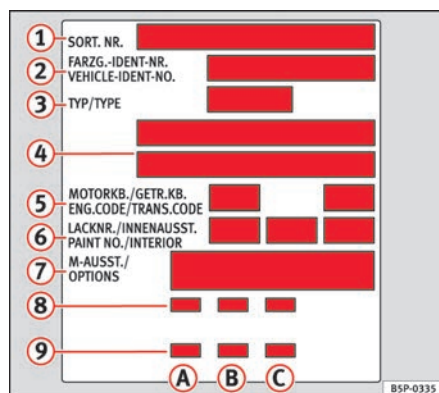 1 SORT. NR.
2 FARZG.-IDENT-NR.
VEHICLE-IDENT-NO.
3 TYP/TYPE
4
5 MOTORKB./GETR.KB.
ENG.CODE/TRANS.CODE
6 LACKNR./INNENAUSST.
PAINT NO./INTERIOR
7 M-AUSST./
OPTIONS
8
9
A B C
B5P-0335